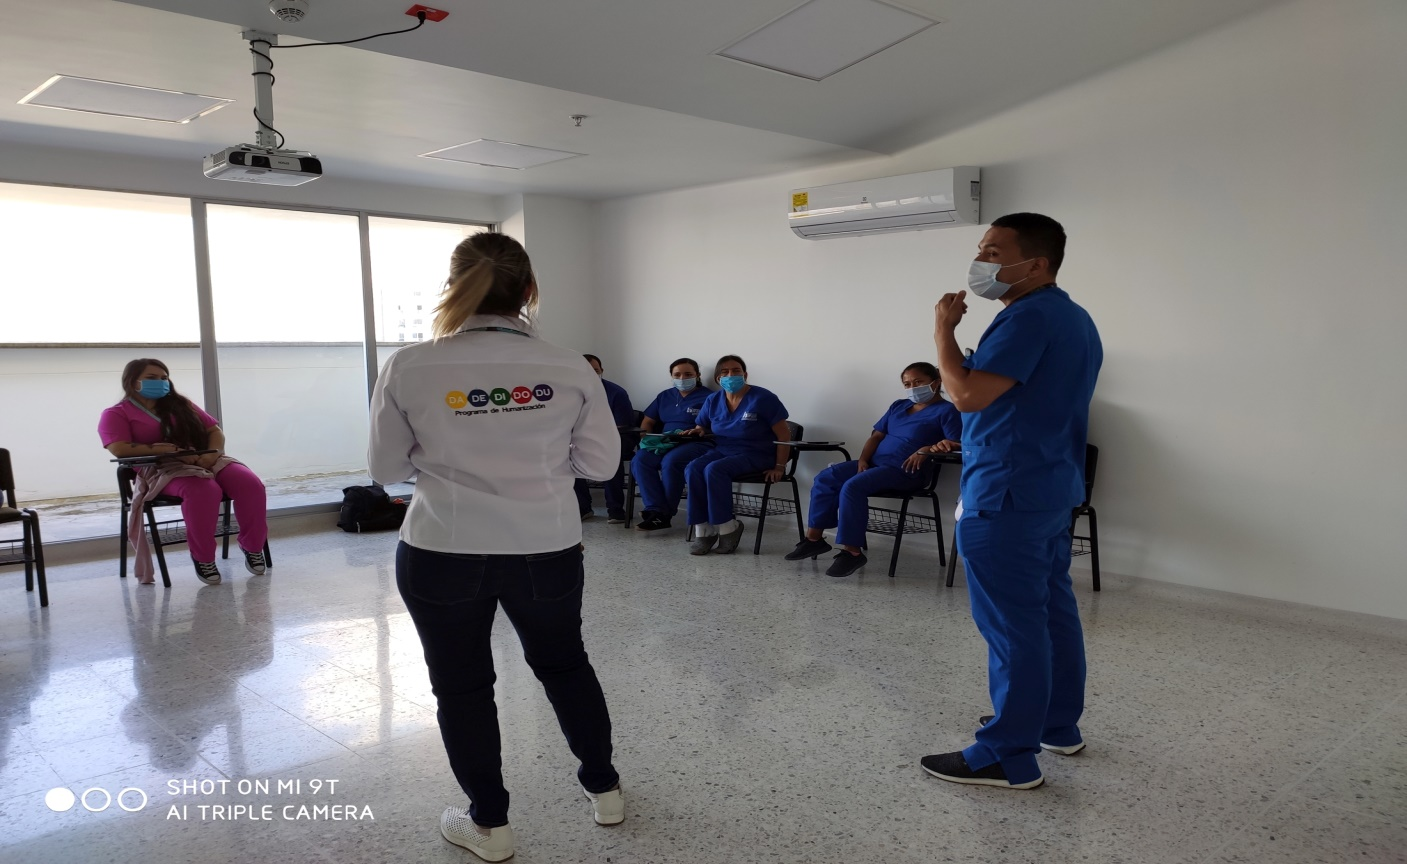 DA DE DI DO DU
Programa de Humanización
SHOT ON MI 9T
AI TRIPLE CAMERA